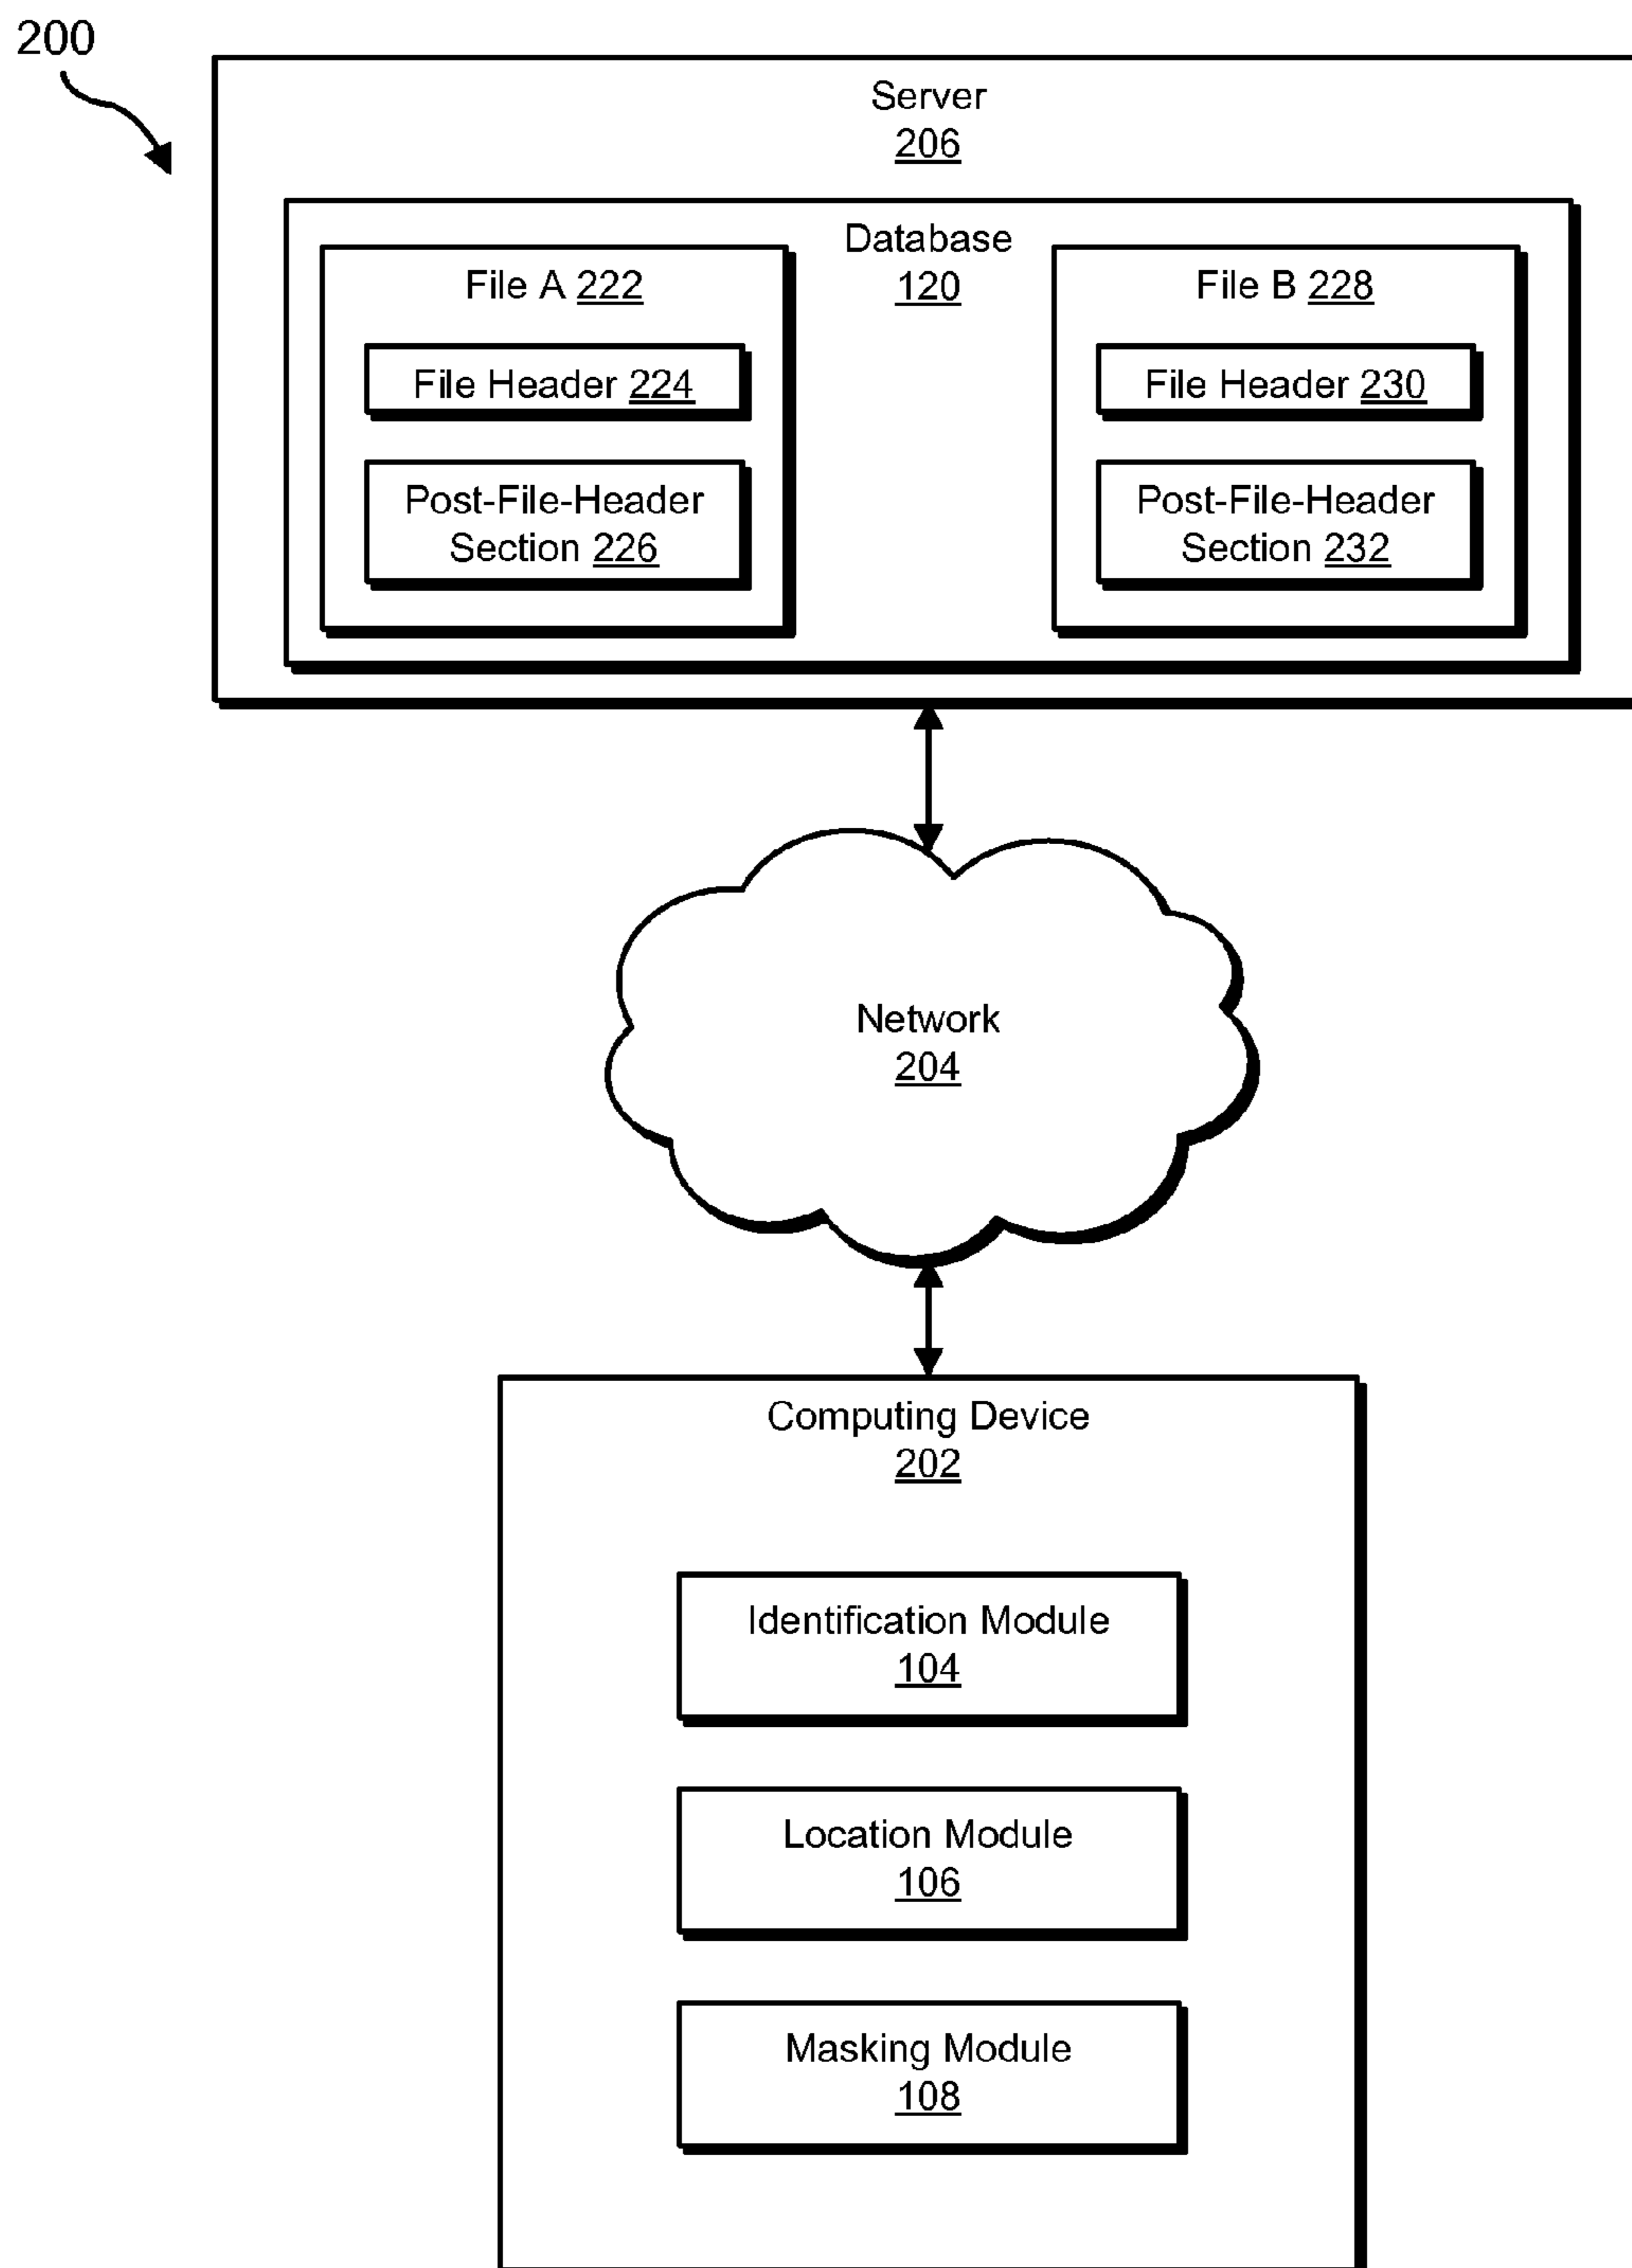 200
Server
206
Database
120
File A 222
File Header 224
Post-File-Header
Section 226
File B 228
File Header 230
Post-File-Header
Section 232
Network
204
Computing Device
202
Identification Module
104
Location Module
106
Masking Module
108